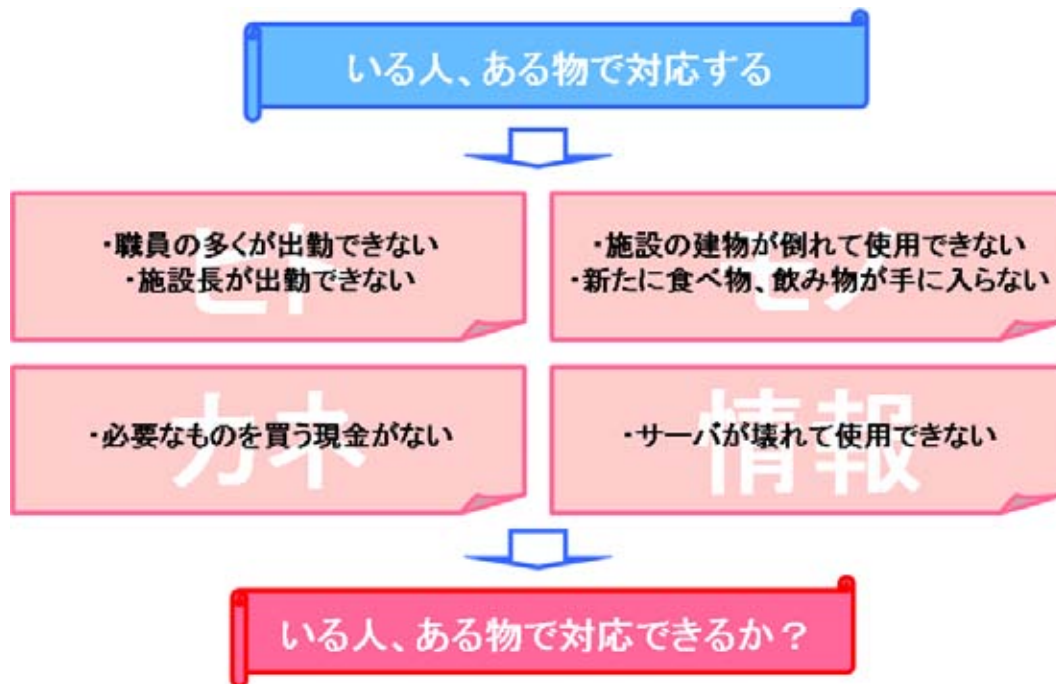 いる人、ある物で対応する
ヒト
・職員の多くが出勤できない
・施設長が出勤できない
モノ
・施設の建物が倒れて使用できない
・新たに食べ物、飲み物が手に入らない
カネ
・必要なものを買う現金がない
情報
・サーバが壊れて使用できない
いる人、ある物で対応できるか？